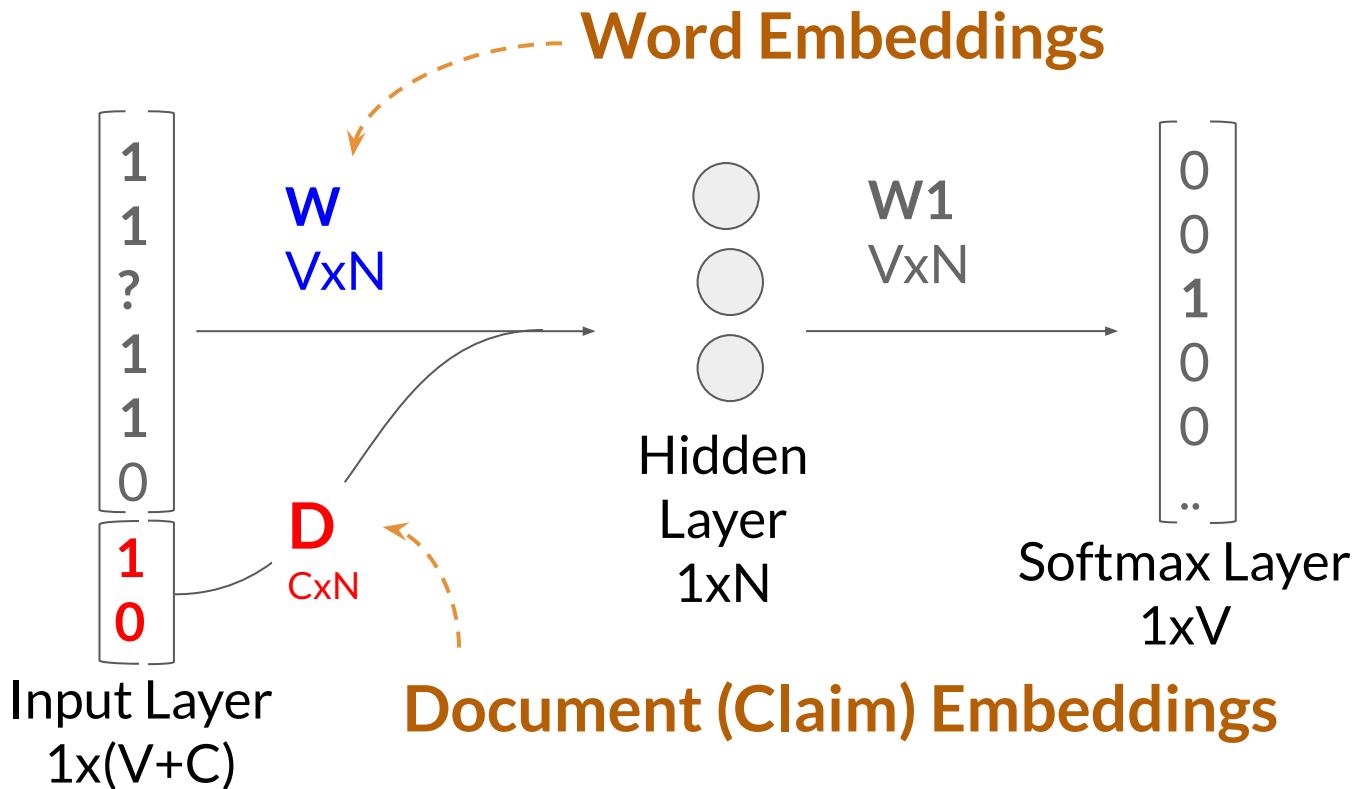 Word Embeddings
1
1
?
1
1
0
1
0
Input Layer
1x(V+C)
W
VxN
D
CxN
Document (Claim) Embeddings
Hidden
Layer
1xN
W1
VxN
0
0
1
0
0
..
Softmax Layer
1xV